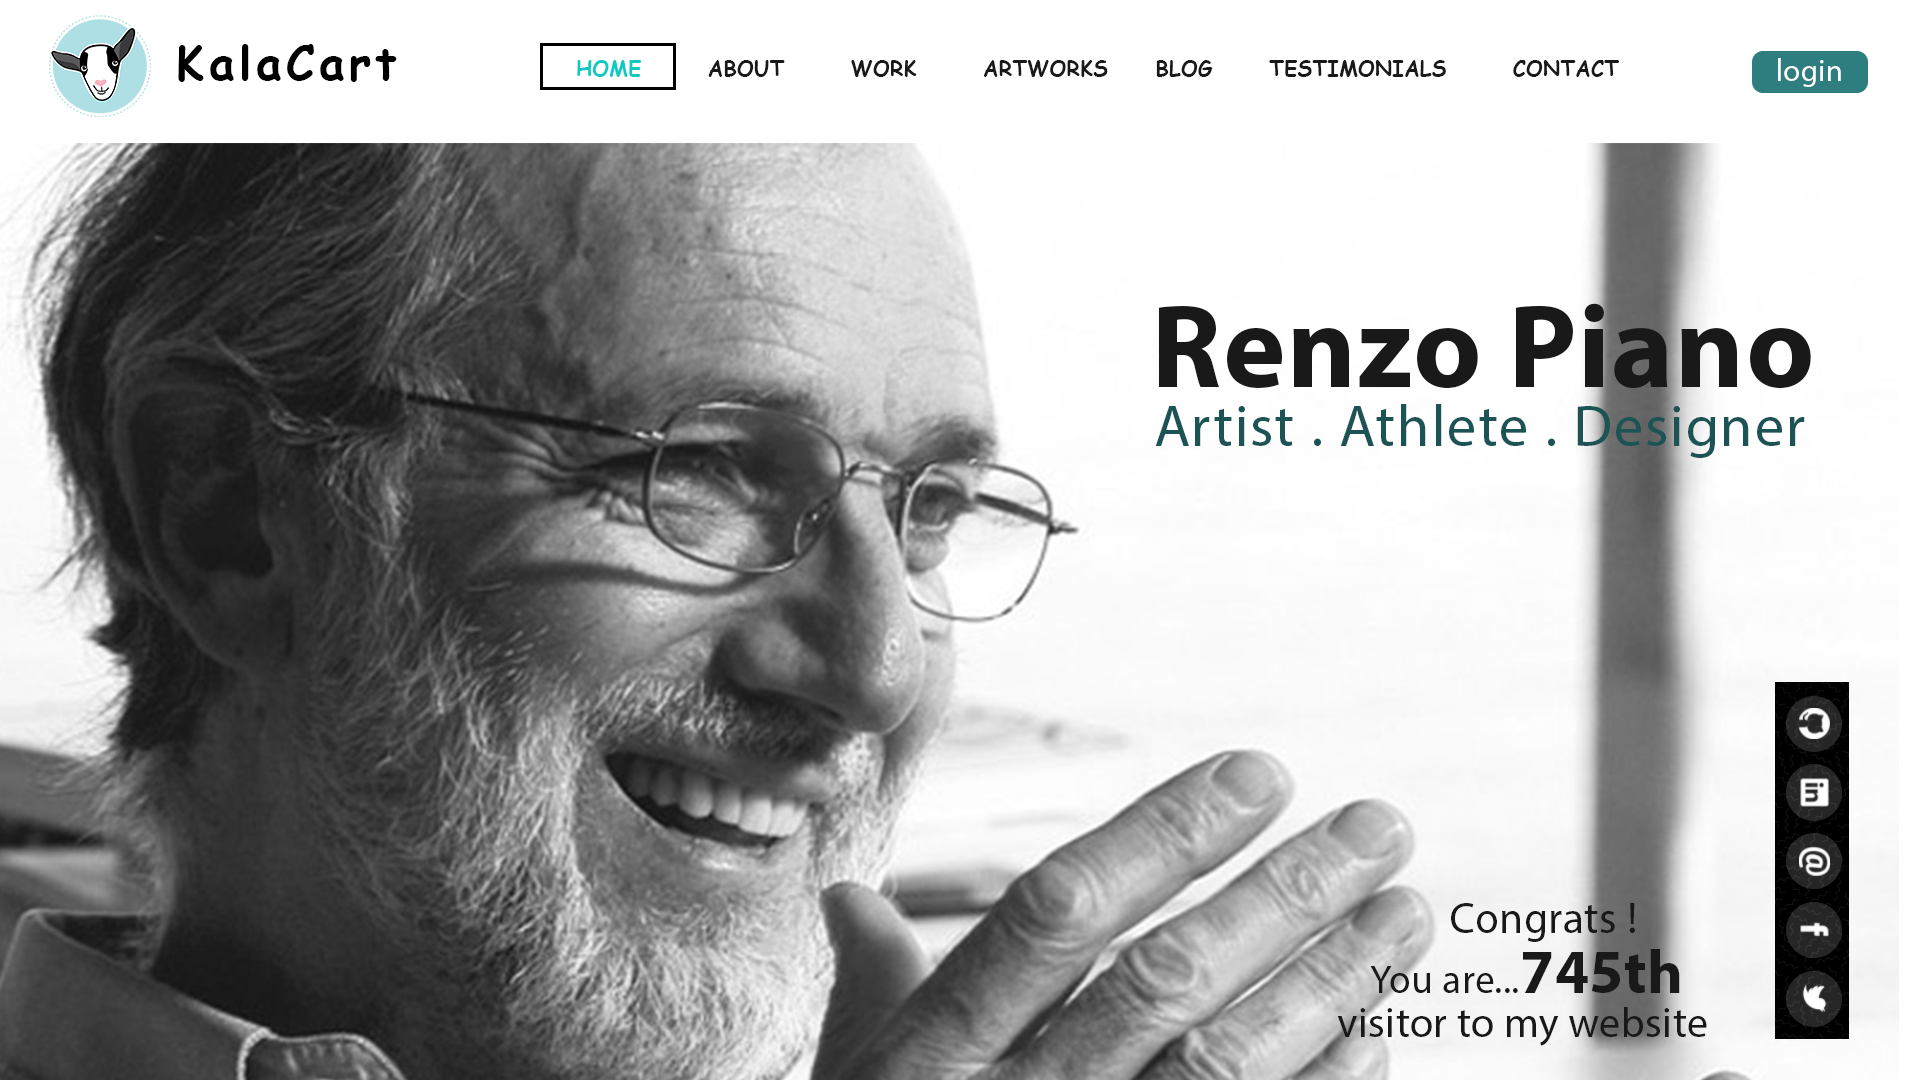 KalaCart
HOME ABOUT WORK ARTWORKS BLOG TESTIMONIALS CONTACT
login
Renzo Piano
Artist . Athlete . Designer
in
@
f
Congrats !
You are...745th
visitor to my website